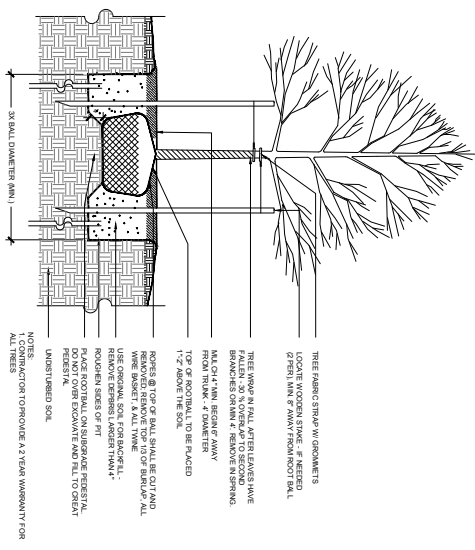 TREE FABRIC STRAP W/ GROMMETS
LOCATE WOODEN STAKE - IF NEEDED
(2 PER), MIN. 9" AWAY FROM ROOT BALL
TREE WRAP IN FALL, AFTER LEAVES HAVE
FALLEN - 30 % OVERLAP TO SECOND
BRANCHES OR MIN 4'. REMOVE IN SPRING.
MULCH 4" MIN. BEGIN 6" AWAY
FROM TRUNK - 4' DIAMETER
TOP OF ROOTBALL TO BE PLACED
1"-2" ABOVE THE SOIL
ROPES @ TOP OF BALL SHALL BE CUT AND
REMOVED. REMOVE TOP 1/3 OF BURLAP, ALL
WIRE BASKET, & ALL TWINE
USE ORIGINAL SOIL FOR BACKFILL -
REMOVE DEPBRIS LARGER THAN 4"
ROUGHEN SIDES OF PIT
PLACE ROOTBALL ON SUBGRADE PEDESTAL
DO NOT OVER EXCAVATE AND FILL TO CREAT
PEDESTAL
UNDISTURBED SOIL
3X BALL DIAMETER (MIN.)
NOTES:
1. CONTRACTOR TO PROVIDE A 2 YEAR WARRANTY FOR
ALL TREES